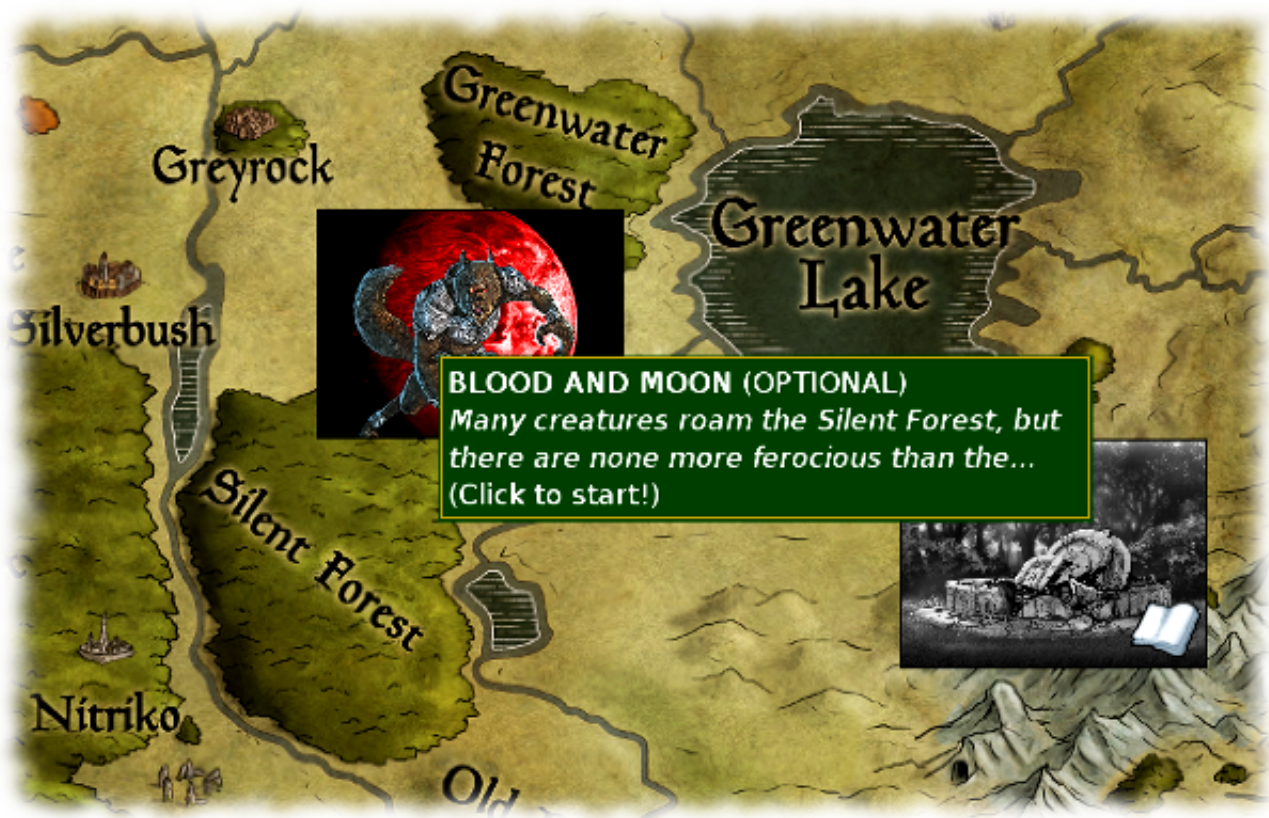 Greenwater
Forest
Greyrock
Greenwater
Lake
Silverbush
BLOOD AND MOON (OPTIONAL)
Many creatures roam the Silent Forest, but
there are none more ferocious than the...
(Click to start!)
Silent Forest
Nitriko
Old